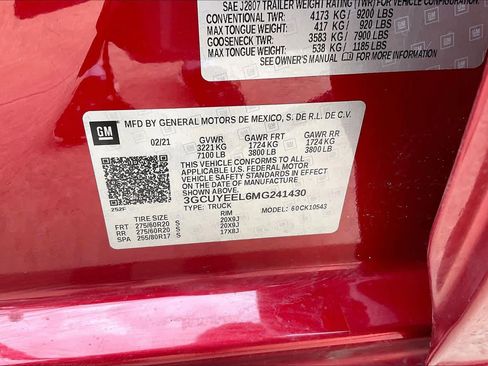 SAE J2807 TRAILER WEIGHT RATING (TWR) FOR VEHICLE CONFIGURATION.
CONVENTIONAL TWR: 4173 KG / 9200 LBS
MAX TONGUE WEIGHT: 417 KG / 920 LBS
GOOSENECK TWR: 3583 KG / 7900 LBS
MAX TONGUE WEIGHT: 538 KG / 1185 LBS
SEE OWNER'S MANUAL FOR MORE INFORMATION.
GM
MFD BY GENERAL MOTORS DE MEXICO, S. DE R.L. DE C.V.
02/21 GVWR GAWR FRT GAWR RR
3221 KG 1724 KG 1724 KG
7100 LB 3800 LB 3800 LB
THIS VEHICLE CONFORMS TO ALL
APPLICABLE U.S. FEDERAL VEHICLE
SAFETY STANDARDS IN EFFECT
ON THE DATE OF MANUFACTURE
SHOWN ABOVE.
3GCUYEEL6MG241430
TYPE: TRUCK MODEL: 60CK10543
252F
TIRE SIZE RIM
FRT 275/60R20 S 20X9J
RR 275/60R20 S 20X9J
SPA 255/80R17 S 17X8J